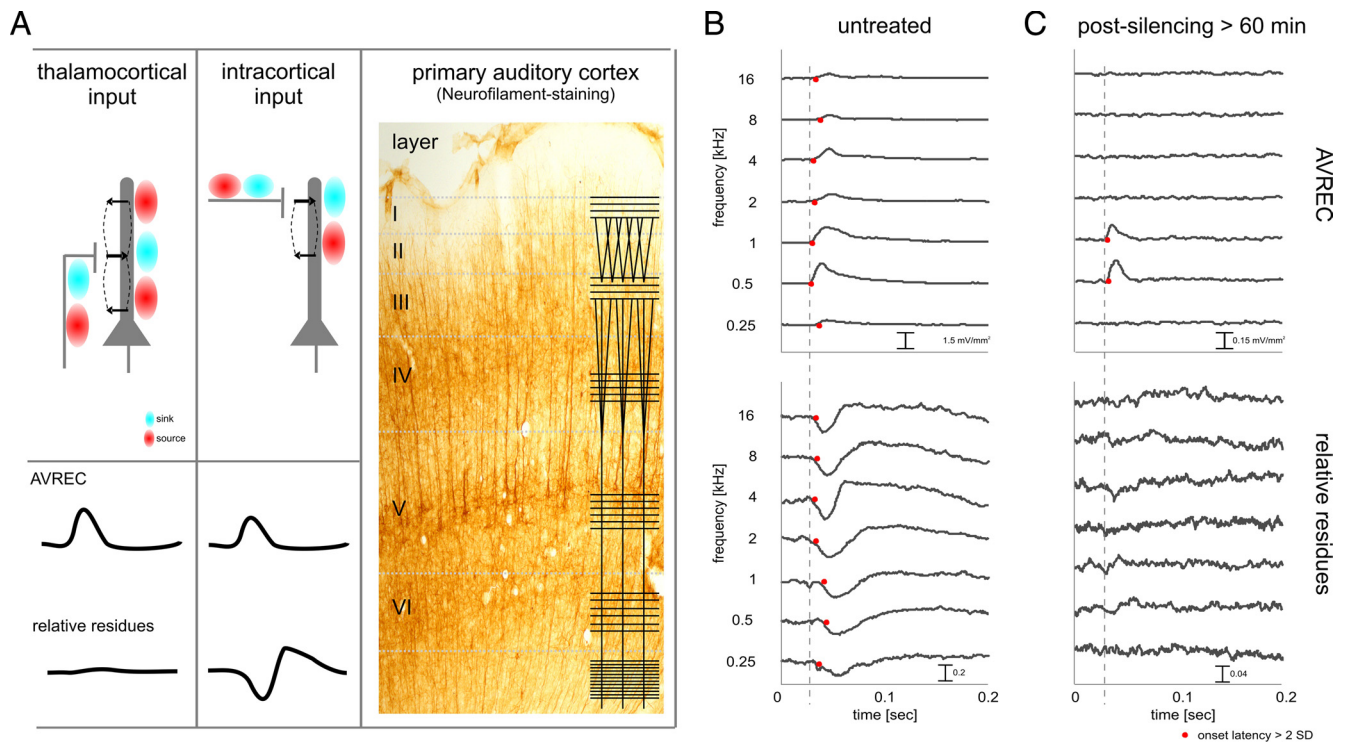 A
thalamocortical
input
intracortical
input
primary auditory cortex
(Neurofilament-staining)
layer
I
II
III
IV
V
VI
sink
source
AVREC
relative residues
B
untreated
frequency [kHz]
16
8
4
2
1
0.5
0.25
1.5 mV/mm²
frequency [kHz]
16
8
4
2
1
0.5
0.25
0.2
0
0.1
0.2
time [sec]
C
post-silencing > 60 min
0.15 mV/mm²
AVREC
0.04
relative residues
0
0.1
0.2
time [sec]
onset latency > 2 SD